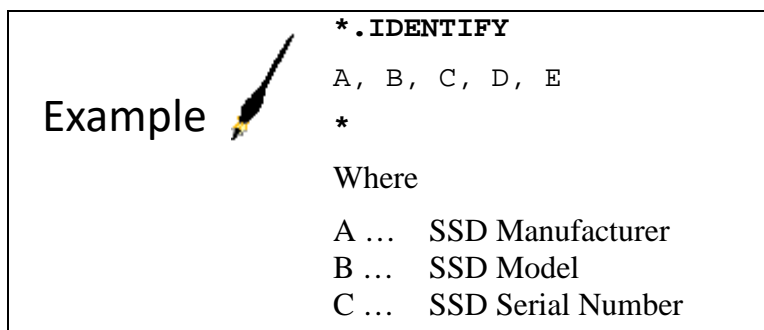 Example
*.IDENTIFY
A, B, C, D, E
*
Where
A … SSD Manufacturer
B … SSD Model
C … SSD Serial Number